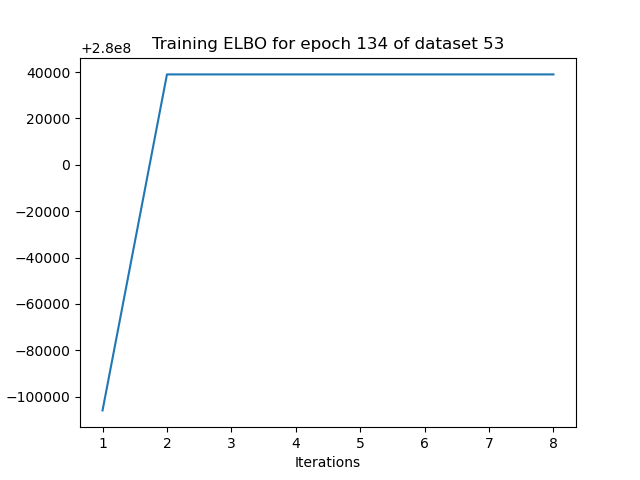 Training ELBO for epoch 134 of dataset 53
+2.8e8
40000
20000
0
−20000
−40000
−60000
−80000
−100000
1 2 3 4 5 6 7 8
Iterations